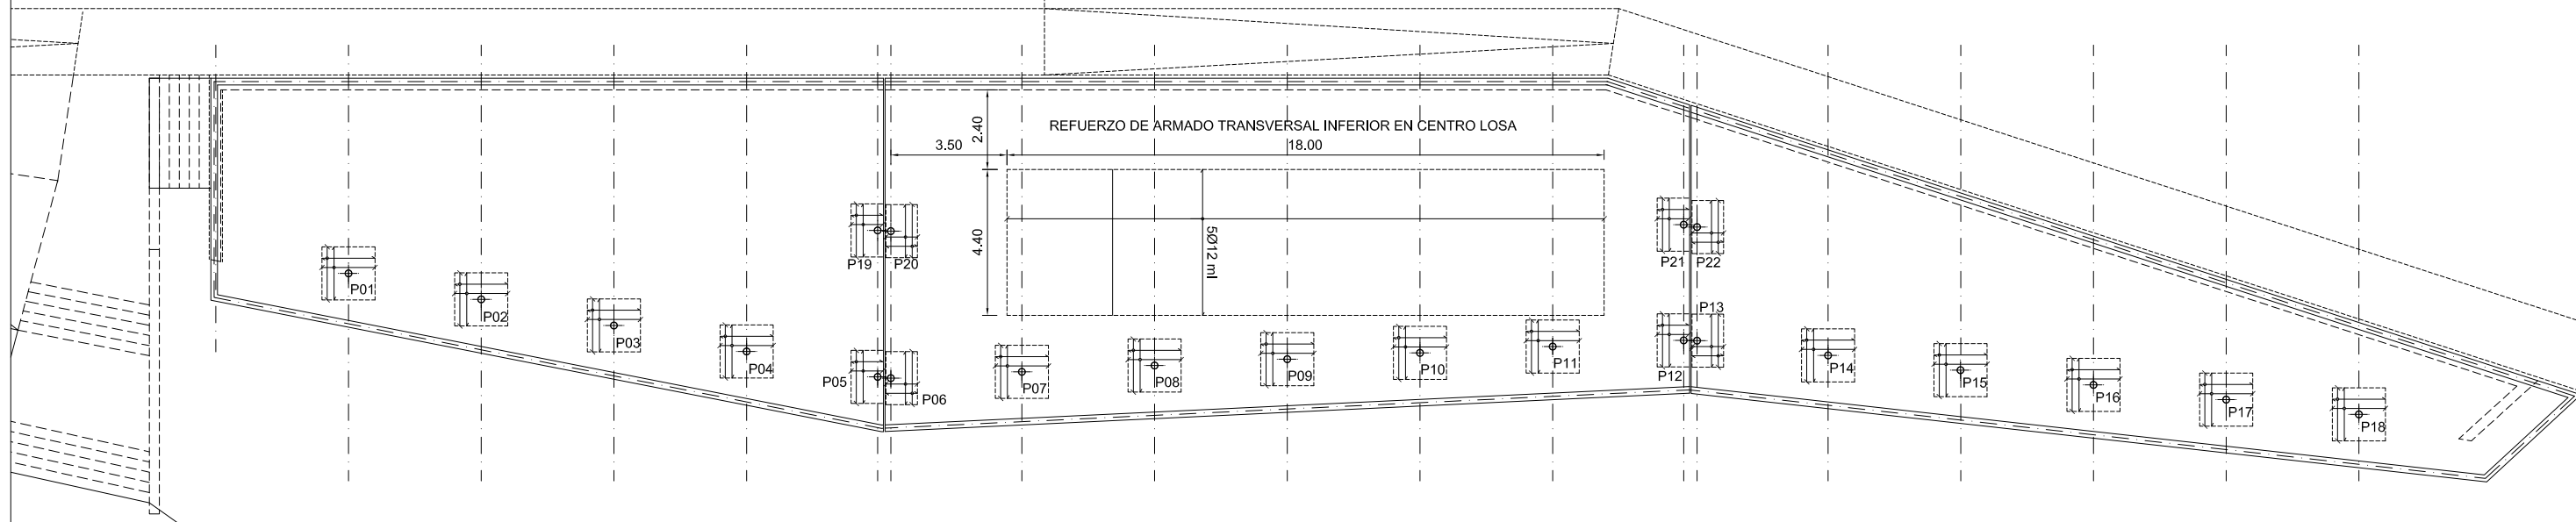 REFUERZO DE ARMADO TRANSVERSAL INFERIOR EN CENTRO LOSA
2.40
3.50
18.00
4.40
5Ø12 ml
P19
P20
P21
P22
P01
P02
P03
P04
P05
P06
P07
P08
P09
P10
P11
P12
P13
P14
P15
P16
P17
P18